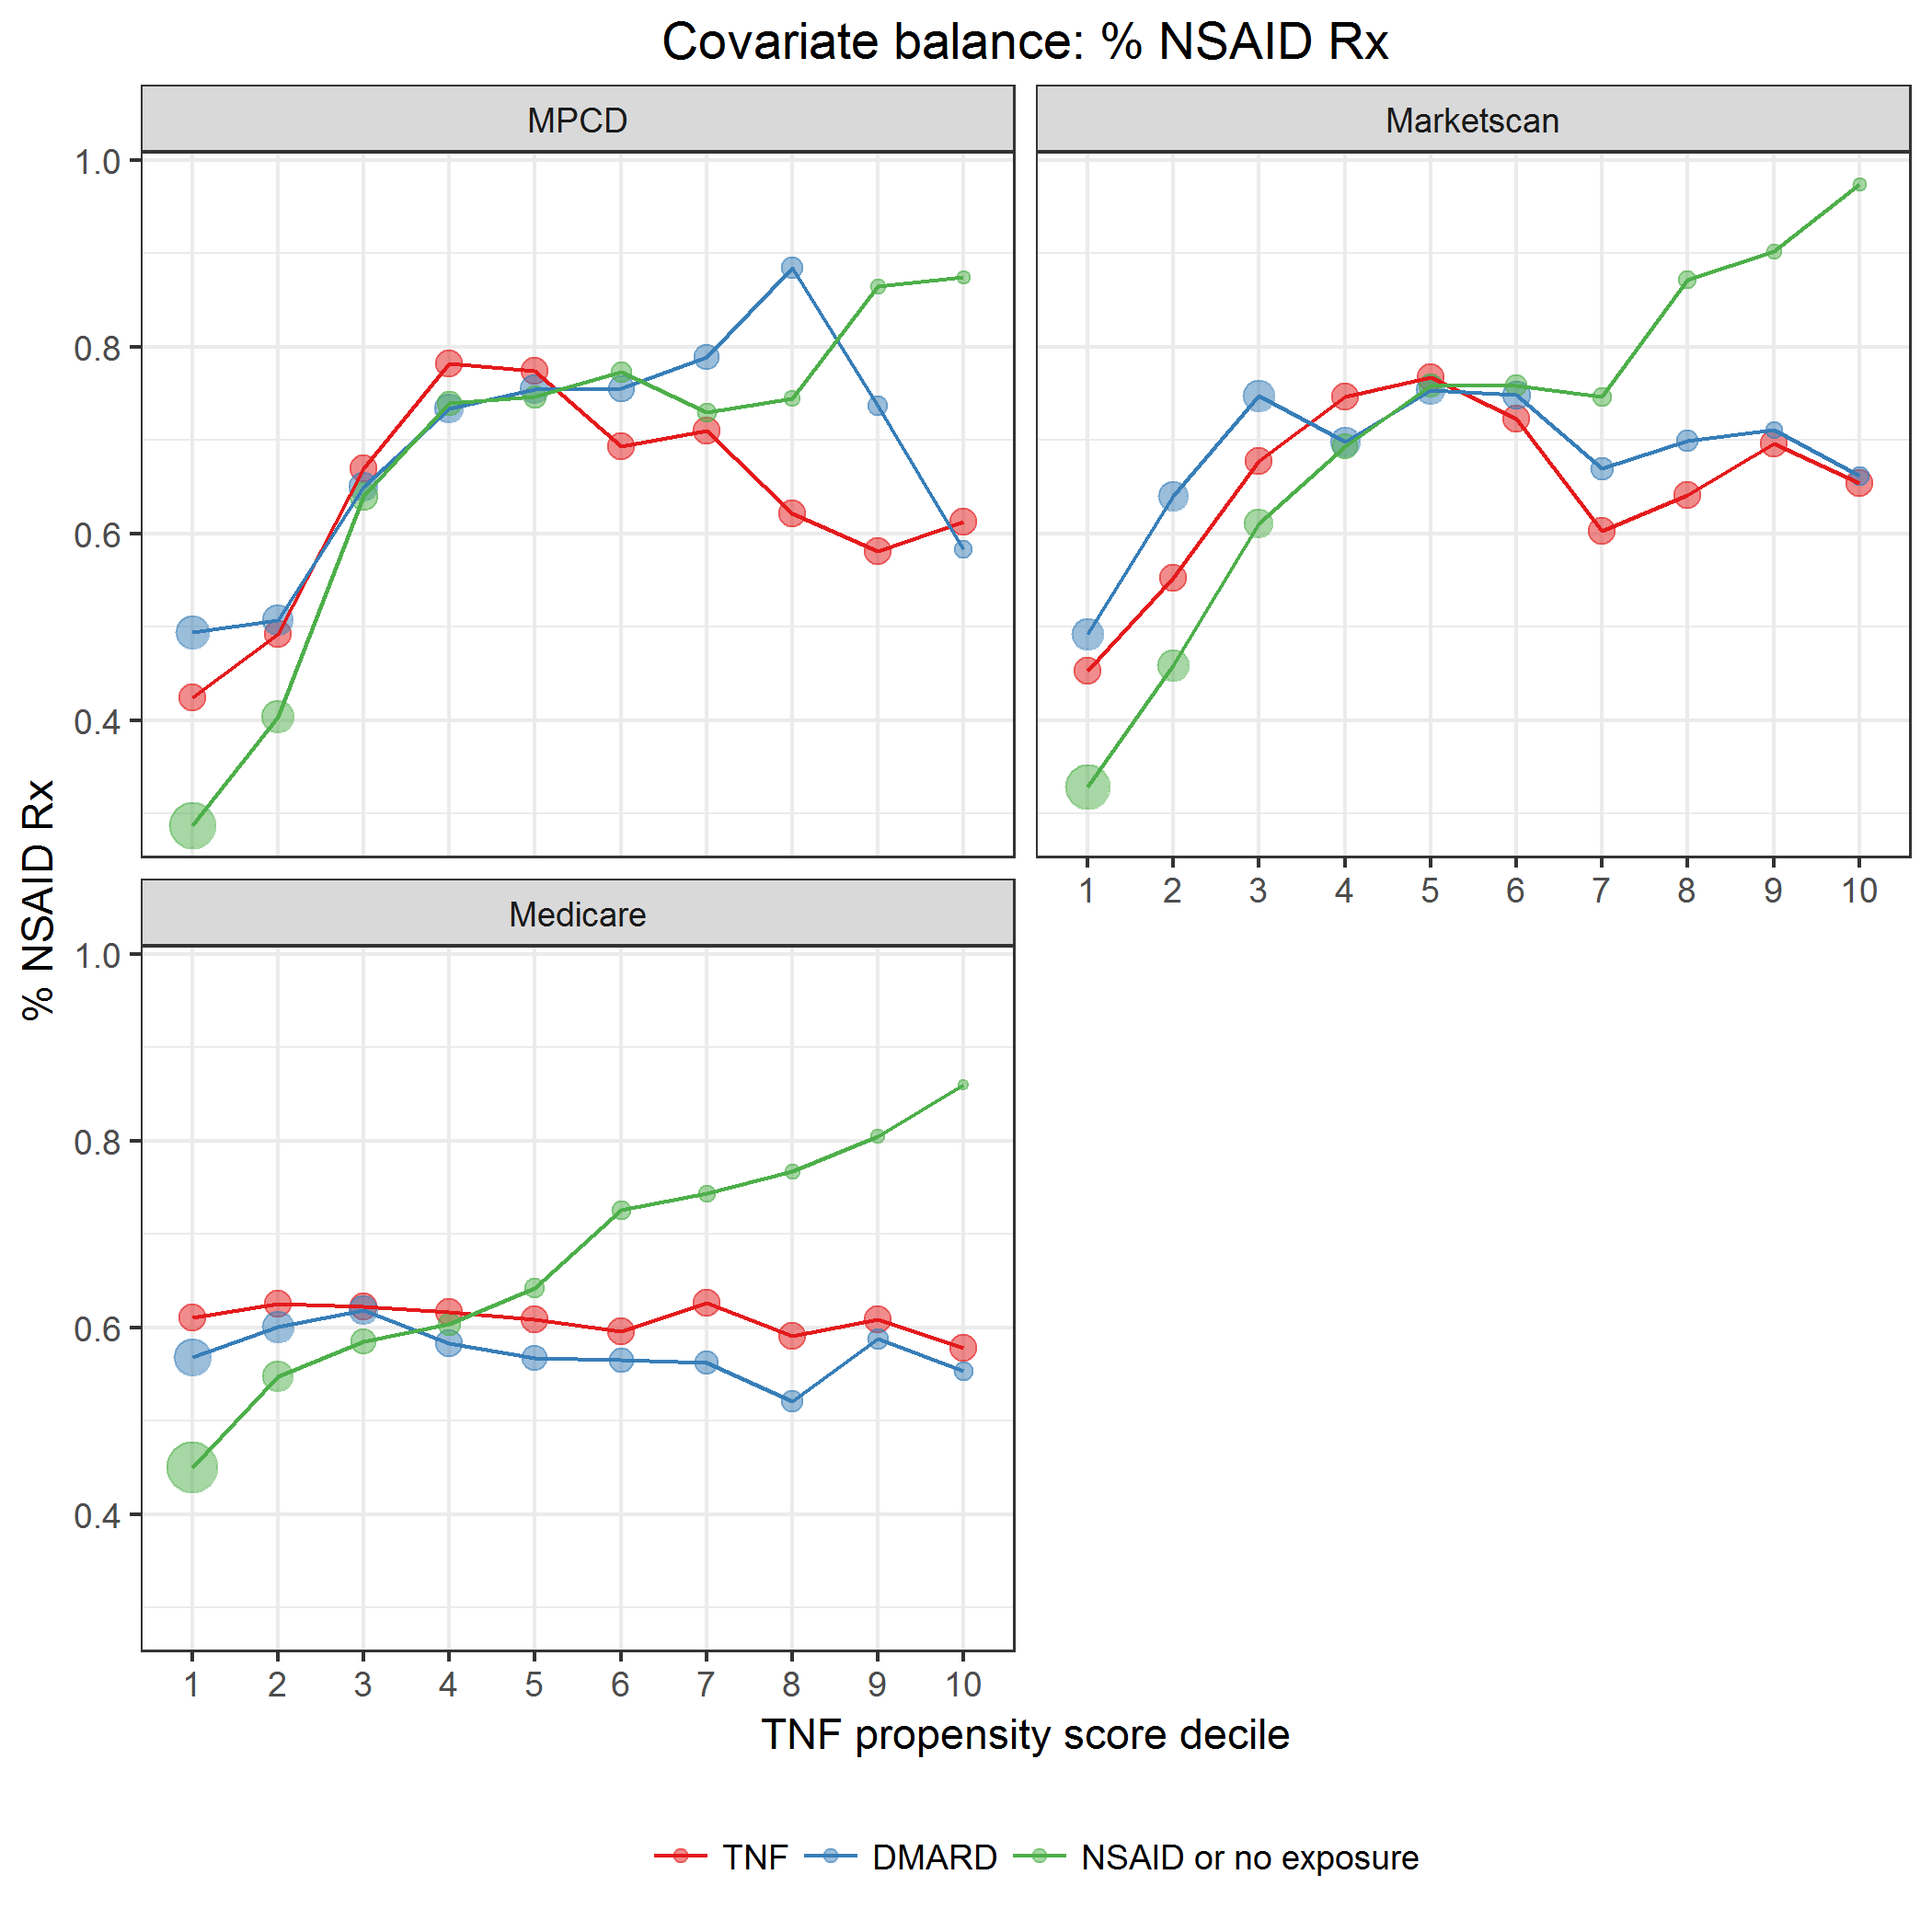 Covariate balance: % NSAID Rx
MPCD
Marketscan
1.0
0.8
0.6
0.4
1 2 3 4 5 6 7 8 9 10
Medicare
1.0
0.8
0.6
0.4
1 2 3 4 5 6 7 8 9 10
% NSAID Rx
TNF propensity score decile
TNF DMARD NSAID or no exposure